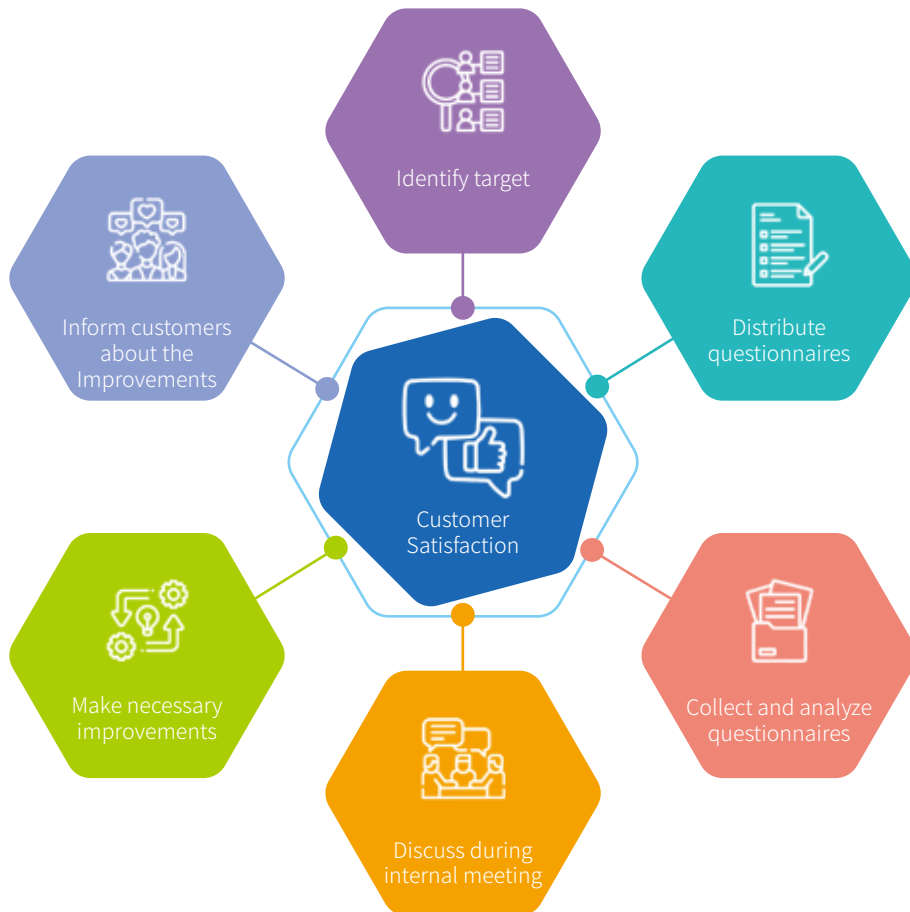 Identify target
Distribute
questionnaires
Collect and analyze
questionnaires
Discuss during
internal meeting
Make necessary
improvements
Inform customers
about the
Improvements
Customer
Satisfaction